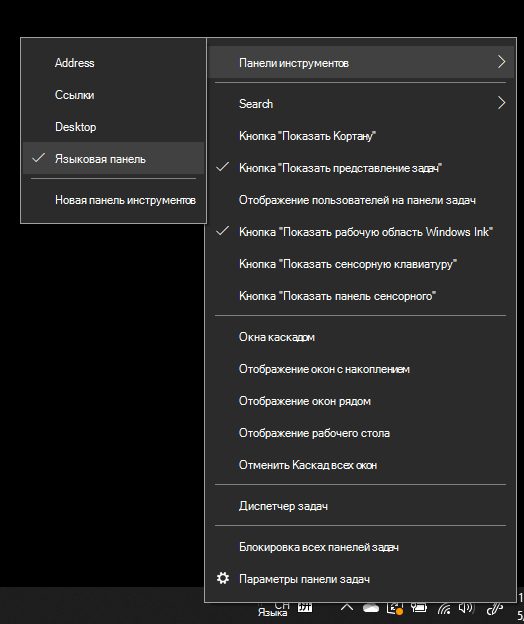 Address
Ссылки
Desktop
Языковая панель
Новая панель инструментов
Панели инструментов
Search
Кнопка "Показать Кортану"
Кнопка "Показать представление задач"
Отображение пользователей на панели задач
Кнопка "Показать рабочую область Windows Ink"
Кнопка "Показать сенсорную клавиатуру"
Кнопка "Показать панель сенсорного"
Окна каскадом
Отображение окон с накоплением
Отображение окон рядом
Отображение рабочего стола
Отменить Каскад всех окон
Диспетчер задач
Блокировка всех панелей задач
Параметры панели задач
CH 拼
Языка
1
5,